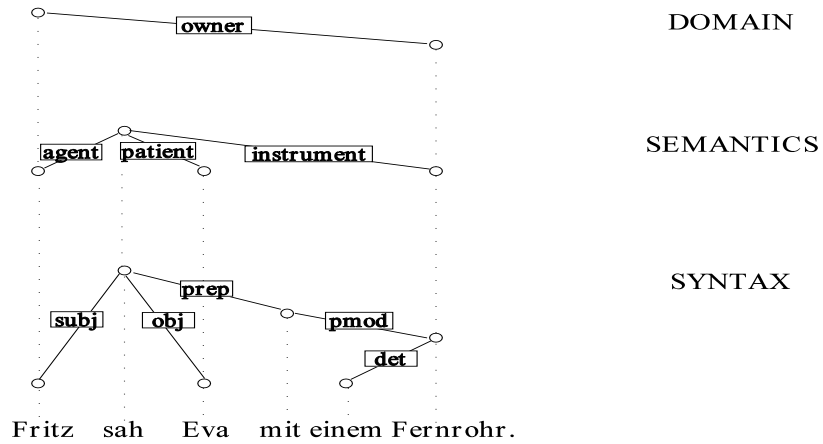 DOMAIN
owner
SEMANTICS
agent patient instrument
SYNTAX
prep
subj obj pmod
det
Fritz sah Eva mit einem Fernrohr.